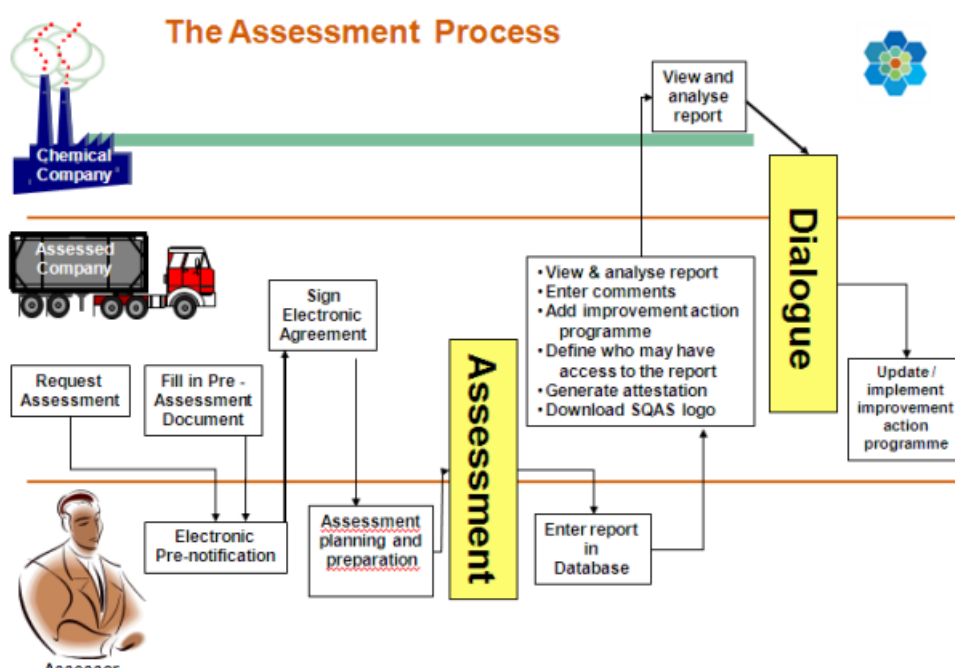 The Assessment Process
View and
analyse
report
Chemical
Company
Dialogue
Assessed
Company
• View & analyse report
• Enter comments
• Add improvement action
programme
• Define who may have
access to the report
• Generate attestation
• Download SQAS logo
Sign
Electronic
Agreement
Request
Assessment
Fill in Pre -
Assessment
Document
Assessment
Update /
implement
improvement
action
programme
Electronic
Pre-notification
Assessment
planning and
preparation
Enter report
in
Database
Assessor